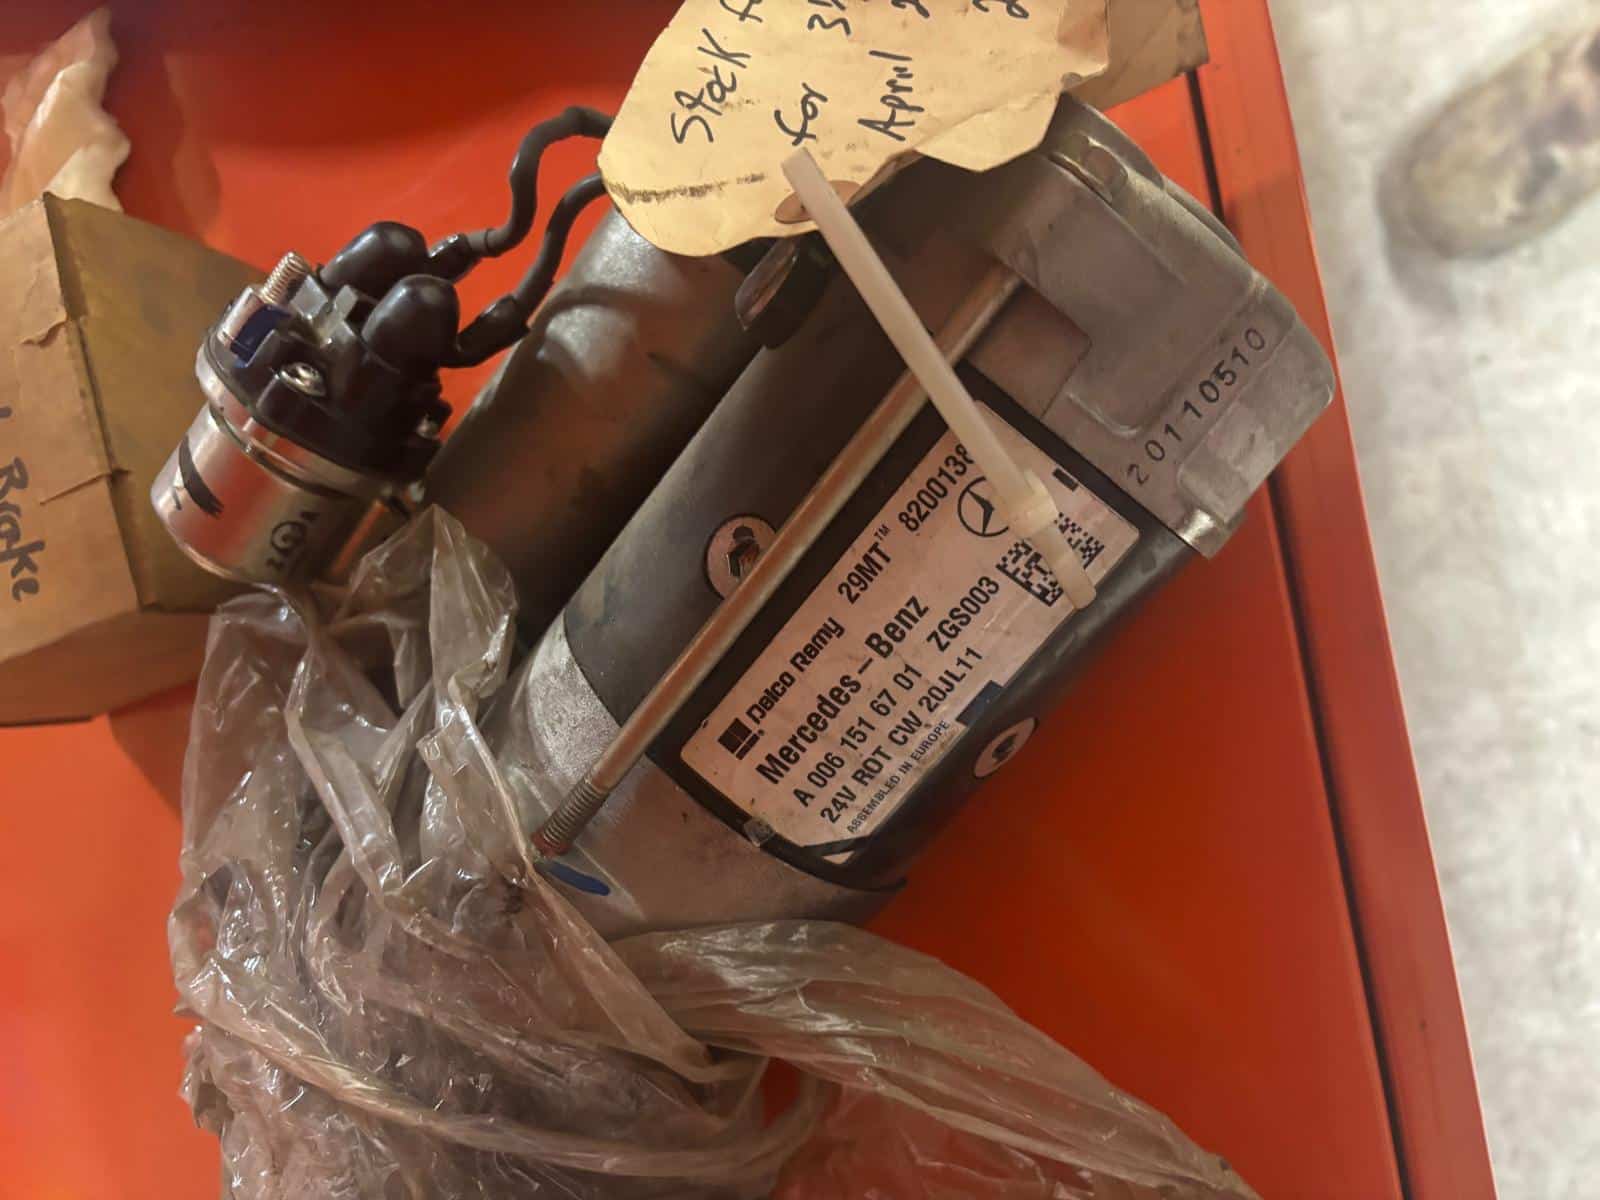 Stock
for
April
20110510
Delco Remy 29MT™ 8200138
Mercedes-Benz
A 006 151 67 01 ZGS003
24V ROT CW 20JL11
ASSEMBLED IN EUROPE
Brake